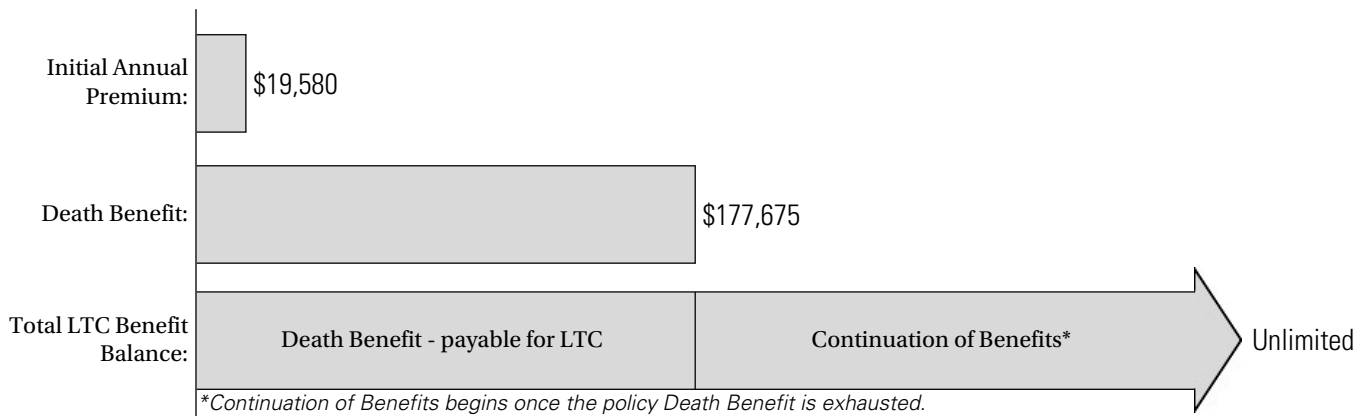 Initial Annual
Premium:
$19,580
Death Benefit:
$177,675
Total LTC Benefit
Balance:
Death Benefit - payable for LTC
Continuation of Benefits*
Unlimited
*Continuation of Benefits begins once the policy Death Benefit is exhausted.